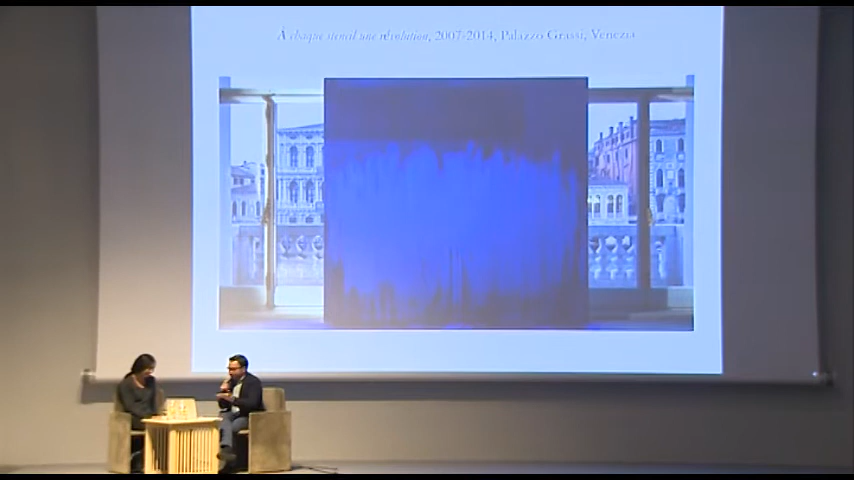 À chaque stencil une révolution, 2007-2014, Palazzo Grassi, Venezia